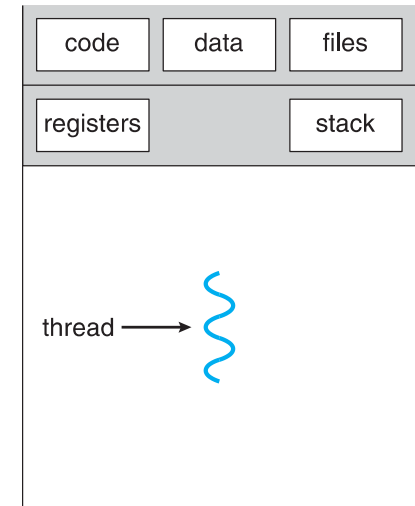 code data files
registers stack
thread